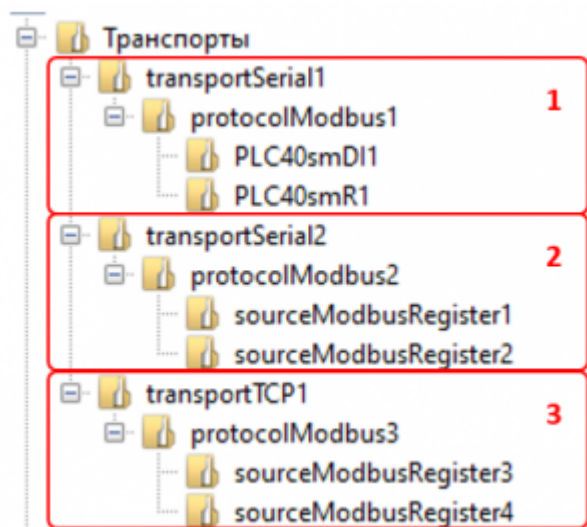 Транспорты
transportSerial1
1
protocolModbus1
PLC40smDI1
PLC40smR1
transportSerial2
2
protocolModbus2
sourceModbusRegister1
sourceModbusRegister2
transportTCP1
3
protocolModbus3
sourceModbusRegister3
sourceModbusRegister4